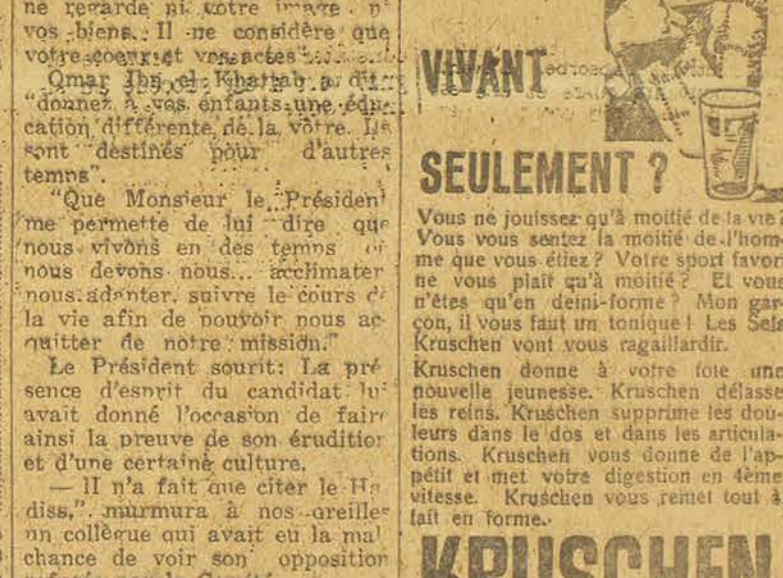 ne regarde ni votre image ni
vos biens. Il ne considère que
votre coeur et vos actes"
Omar Ibn el Khattab a dit:
"donnez à vos enfants une édu-
cation différente de la vôtre. Ils
sont destinés pour d'autres
temps".
"Que Monsieur le Président
me permette de lui dire que
nous vivons en des temps où
nous devons nous... acclimater
nous adapter, suivre le cours de
la vie afin de pouvoir nous ac-
quitter de notre mission."
Le Président sourit: La pré
sence d'esprit du candidat lui
avait donné l'occasion de faire
ainsi la preuve de son érudition
et d'une certaine culture.
— Il n'a fait que citer le Ha
diss," murmura à nos oreilles
un collègue qui avait eu la mal
chance de voir son opposition
VIVANT
SEULEMENT ?
Vous ne jouissez qu'à moitié de la vie.
Vous vous sentez la moitié de l'hom-
me que vous étiez ? Votre sport favori
ne vous plaît qu'à moitié ? Et vous
n'êtes qu'en demi-forme ? Mon gar-
çon, il vous faut un tonique ! Les Sels
Kruschen vont vous ragaillardir.
Kruschen donne à votre foie une
nouvelle jeunesse. Kruschen délasse
les reins. Kruschen supprime les dou-
leurs dans le dos et dans les articula-
tions. Kruschen vous donne de l'ap-
pétit et met votre digestion en 4ème
vitesse. Kruschen vous remet tout à
fait en forme.
KRUSCHEN